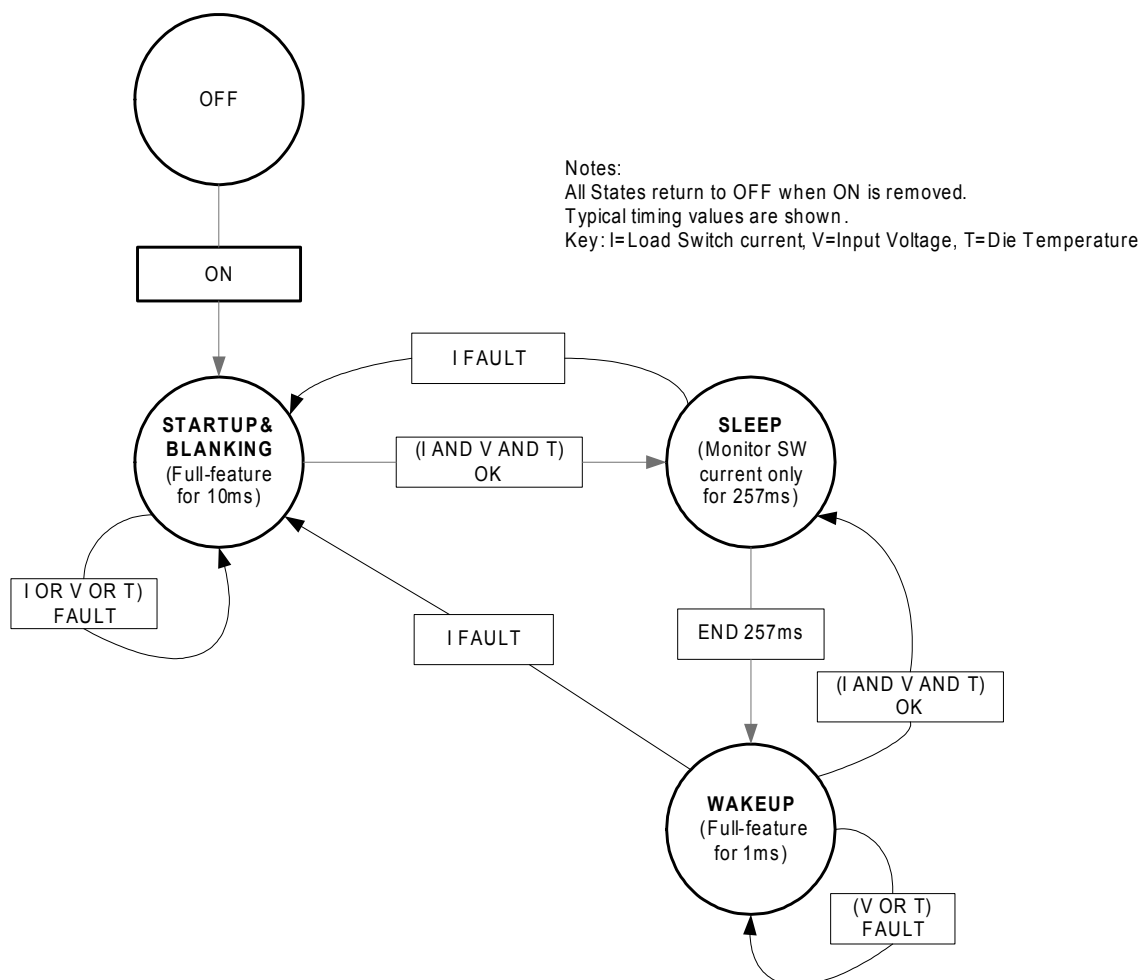 OFF
Notes:
All States return to OFF when ON is removed.
Typical timing values are shown.
Key: I=Load Switch current, V=Input Voltage, T=Die Temperature
ON
I FAULT
STARTUP&
BLANKING
(Full-feature
for 10ms)
(I AND V AND T)
OK
SLEEP
(Monitor SW
current only
for 257ms)
I OR V OR T)
FAULT
I FAULT
END 257ms
(I AND V AND T)
OK
WAKEUP
(Full-feature
for 1ms)
(V OR T)
FAULT